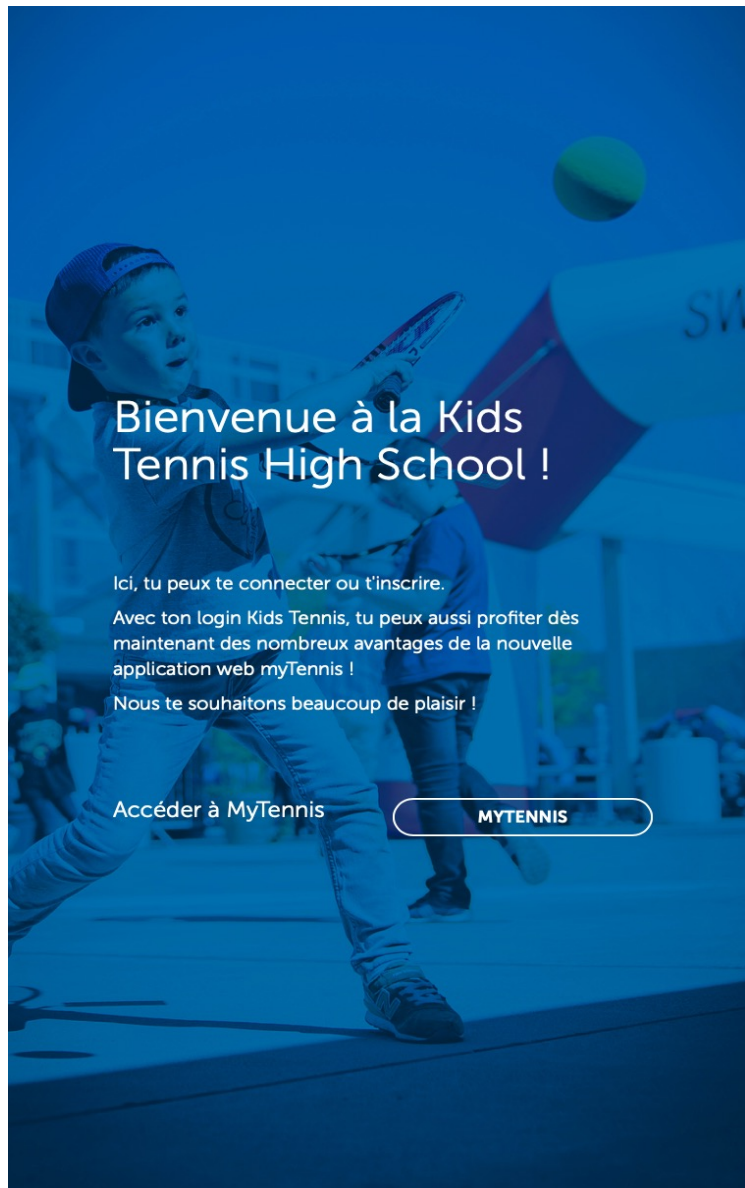 SW
Bienvenue à la Kids
Tennis High School !
Ici, tu peux te connecter ou t'inscrire.
Avec ton login Kids Tennis, tu peux aussi profiter dès
maintenant des nombreux avantages de la nouvelle
application web myTennis !
Nous te souhaitons beaucoup de plaisir !
Accéder à MyTennis
MYTENNIS